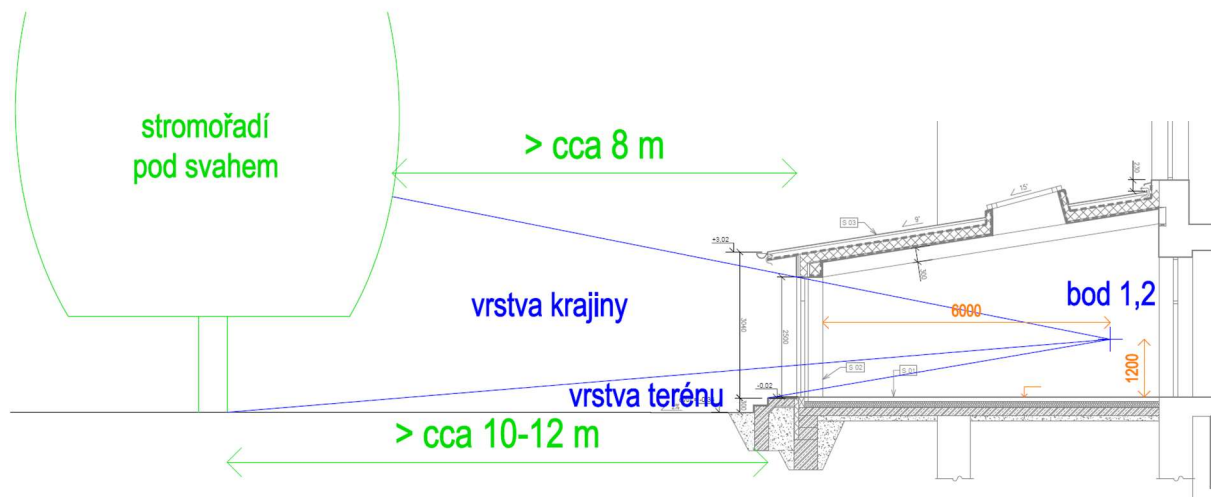 stromořadí
pod svahem
> cca 8 m
230
15°
9°
S 03
+3,02
200
bod 1,2
6000
vrstva krajiny
3040
2500
1200
S 02
S 01
-0,02
vrstva terénu
> cca 10-12 m